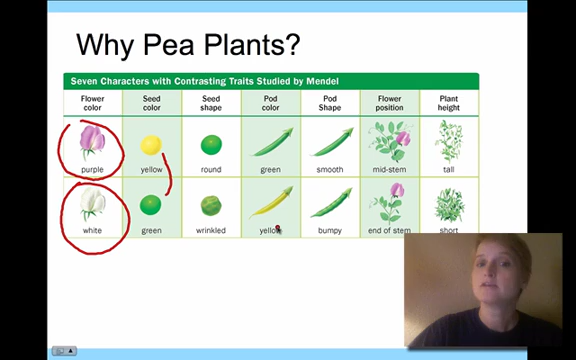 Why Pea Plants?
Seven Characters with Contrasting Traits Studied by Mendel
Flower color Seed color Seed shape Pod color Pod Shape Flower position Plant height
purple yellow round green smooth mid-stem tall
white green wrinkled yellow bumpy end of stem short